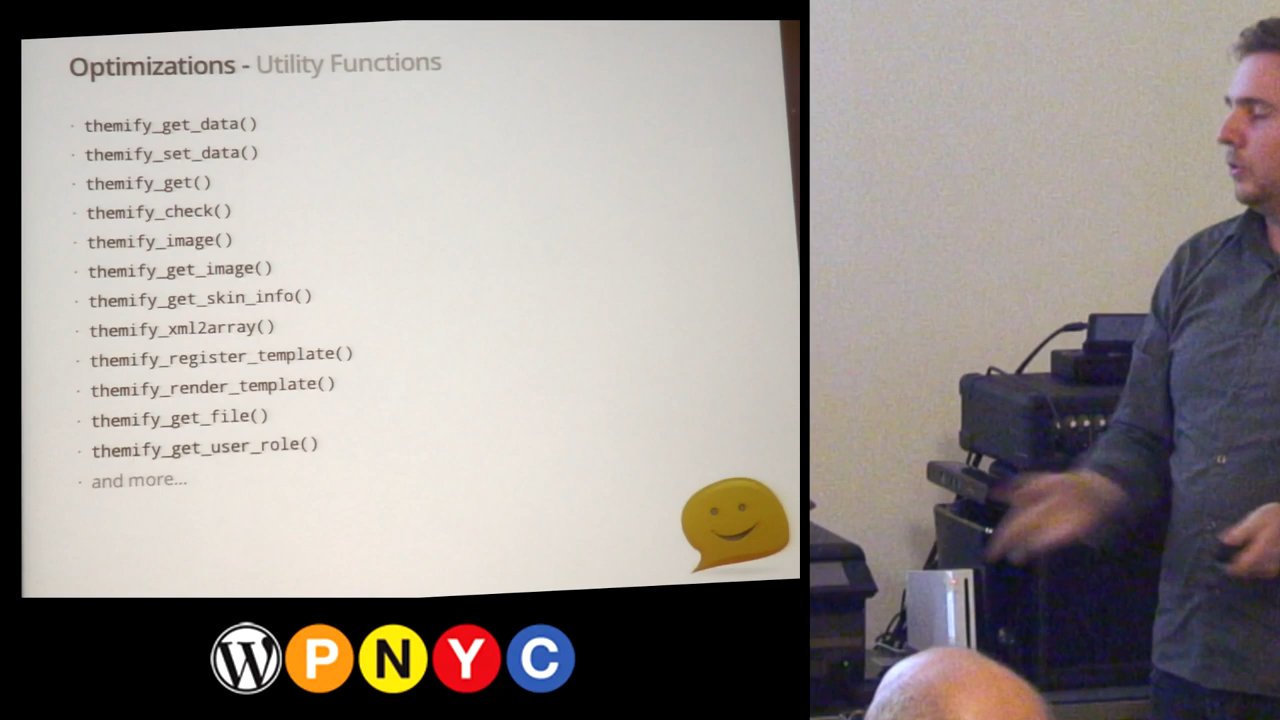 Optimizations - Utility Functions
· themify_get_data()
· themify_set_data()
· themify_get()
· themify_check()
· themify_image()
· themify_get_image()
· themify_get_skin_info()
· themify_xml2array()
· themify_register_template()
· themify_render_template()
· themify_get_file()
· themify_get_user_role()
· and more...
W P N Y C